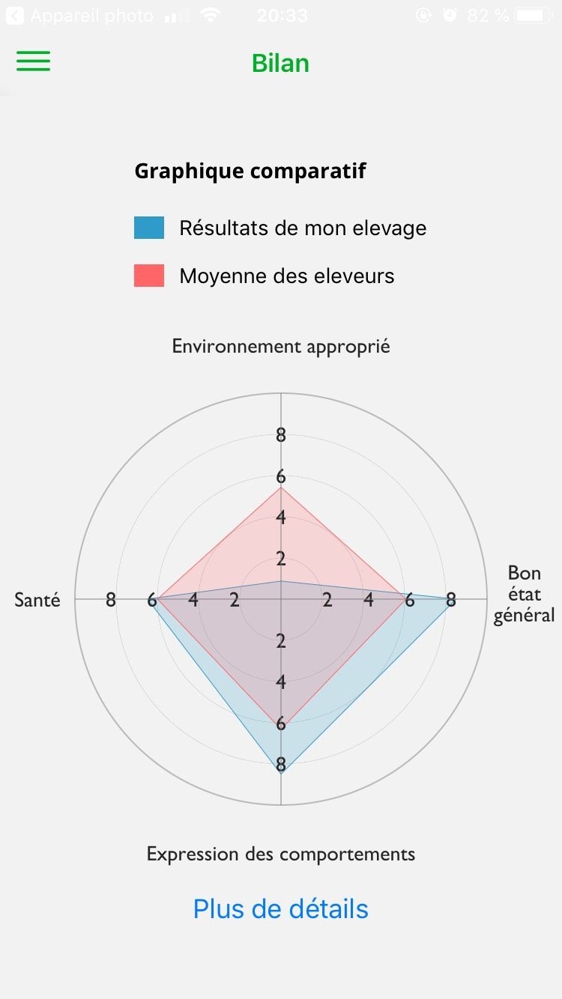 Appareil photo 20:33 82 %
Bilan
Graphique comparatif
Résultats de mon elevage
Moyenne des eleveurs
Environnement approprié
8
6
4
2
Santé 8 6 4 2 2 4 6 8 Bon
état
général
2
4
6
8
Expression des comportements
Plus de détails